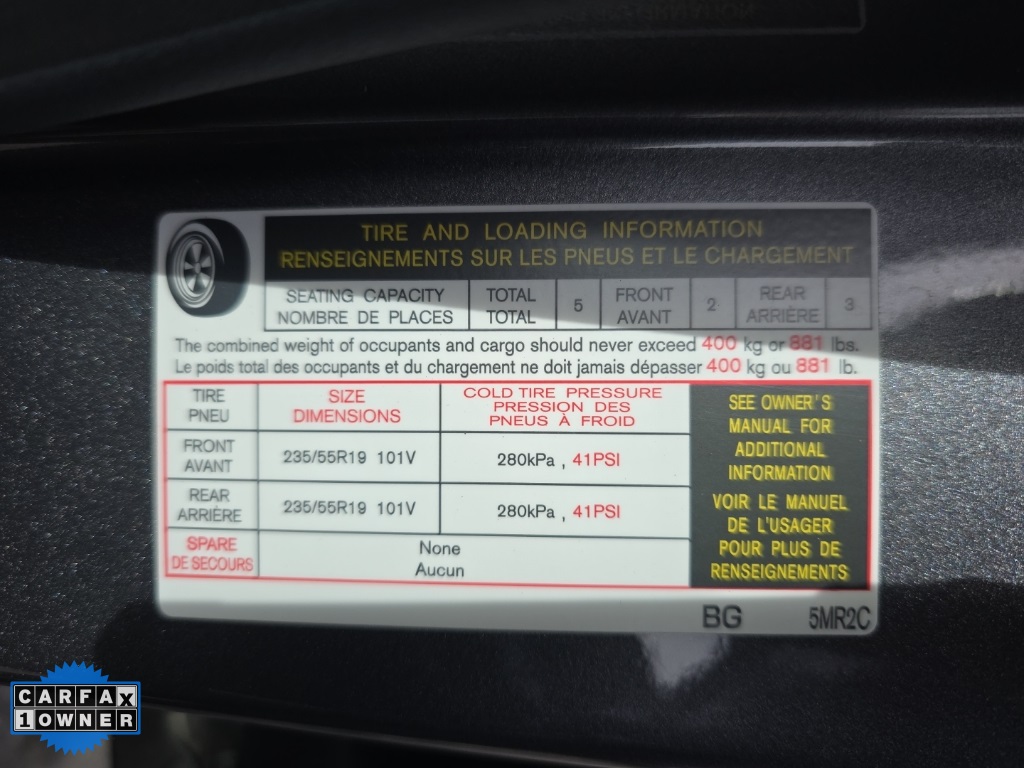 TIRE AND LOADING INFORMATION
RENSEIGNEMENTS SUR LES PNEUS ET LE CHARGEMENT
SEATING CAPACITY TOTAL 5 FRONT 2 REAR 3
NOMBRE DE PLACES TOTAL AVANT ARRIÈRE
The combined weight of occupants and cargo should never exceed 400 kg or 881 lbs.
Le poids total des occupants et du chargement ne doit jamais dépasser 400 kg ou 881 lb.
TIRE SIZE COLD TIRE PRESSURE
PNEU DIMENSIONS PRESSION DES
PNEUS À FROID
FRONT 235/55R19 101V 280kPa , 41PSI
AVANT
REAR 235/55R19 101V 280kPa , 41PSI
ARRIÈRE
SPARE None
DE SECOURS Aucun
SEE OWNER'S
MANUAL FOR
ADDITIONAL
INFORMATION
VOIR LE MANUEL
DE L'USAGER
POUR PLUS DE
RENSEIGNEMENTS
BG 5MR2C
CARFAX
1 OWNER